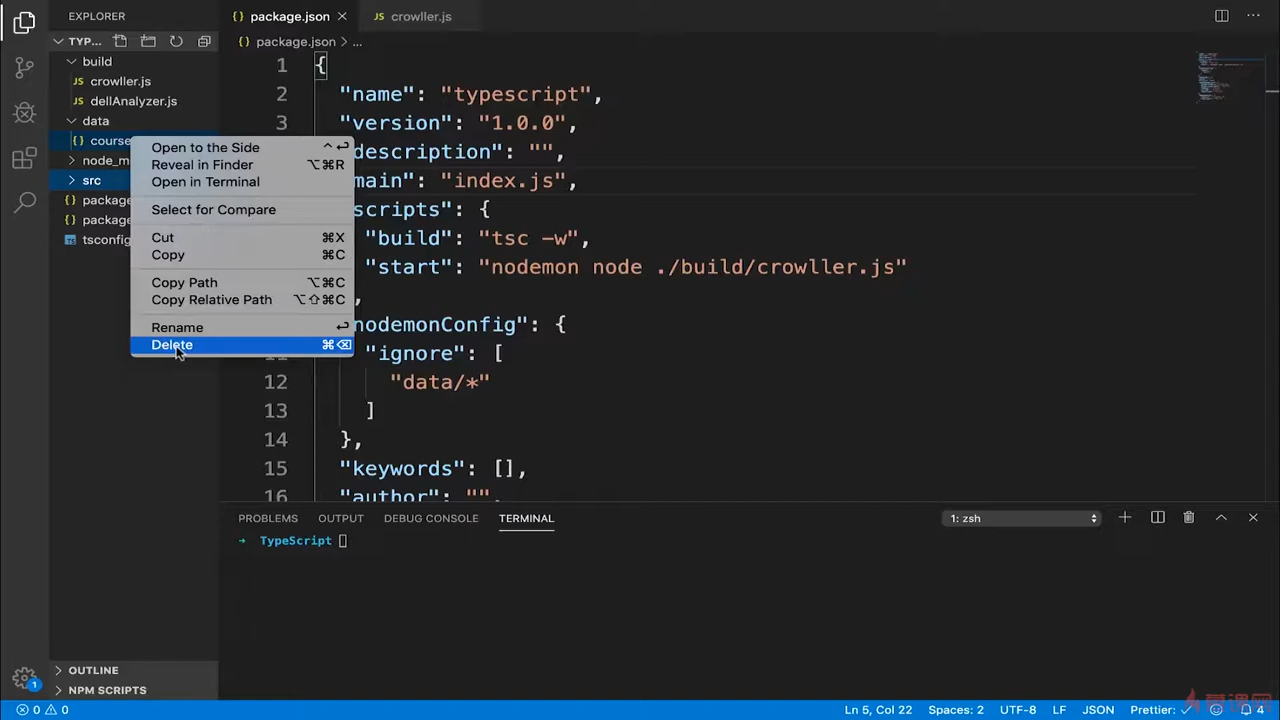 EXPLORER
TYP...
build
crowller.js
dellAnalyzer.js
data
{} course
node_m
src
{} package
{} package
tsconfig
OUTLINE
NPM SCRIPTS
{} package.json
JS crowller.js
{} package.json > ...
1 {
2 "name": "typescript",
3 "version": "1.0.0",
description": "",
main": "index.js",
scripts": {
"build": "tsc -w",
"start": "nodemon node ./build/crowller.js"
,
nodemonConfig": {
"ignore": [
12 "data/*"
13 ]
14 },
15 "keywords": [],
16 "author": "",
Open to the Side ⌃↩
Reveal in Finder ⌥⌘R
Open in Terminal
Select for Compare
Cut ⌘X
Copy ⌘C
Copy Path ⌥⌘C
Copy Relative Path ⌥⇧⌘C
Rename ↩
Delete ⌘⌫
PROBLEMS OUTPUT DEBUG CONSOLE TERMINAL 1: zsh
→ TypeScript
1
0 0 Ln 5, Col 22 Spaces: 2 UTF-8 LF JSON Prettier: ✓ 4
慕课网